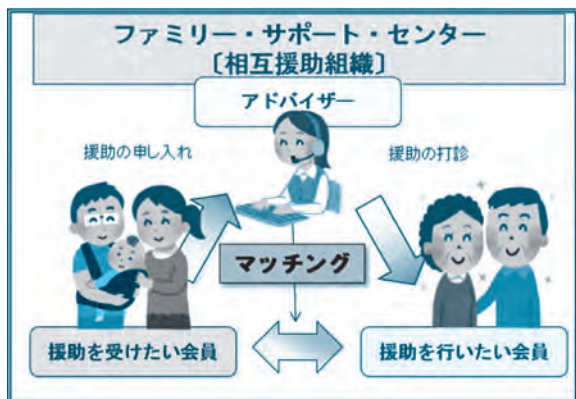 ファミリー・サポート・センター
〔相互援助組織〕
アドバイザー
援助の申し入れ
援助の打診
マッチング
援助を受けたい会員
援助を行いたい会員